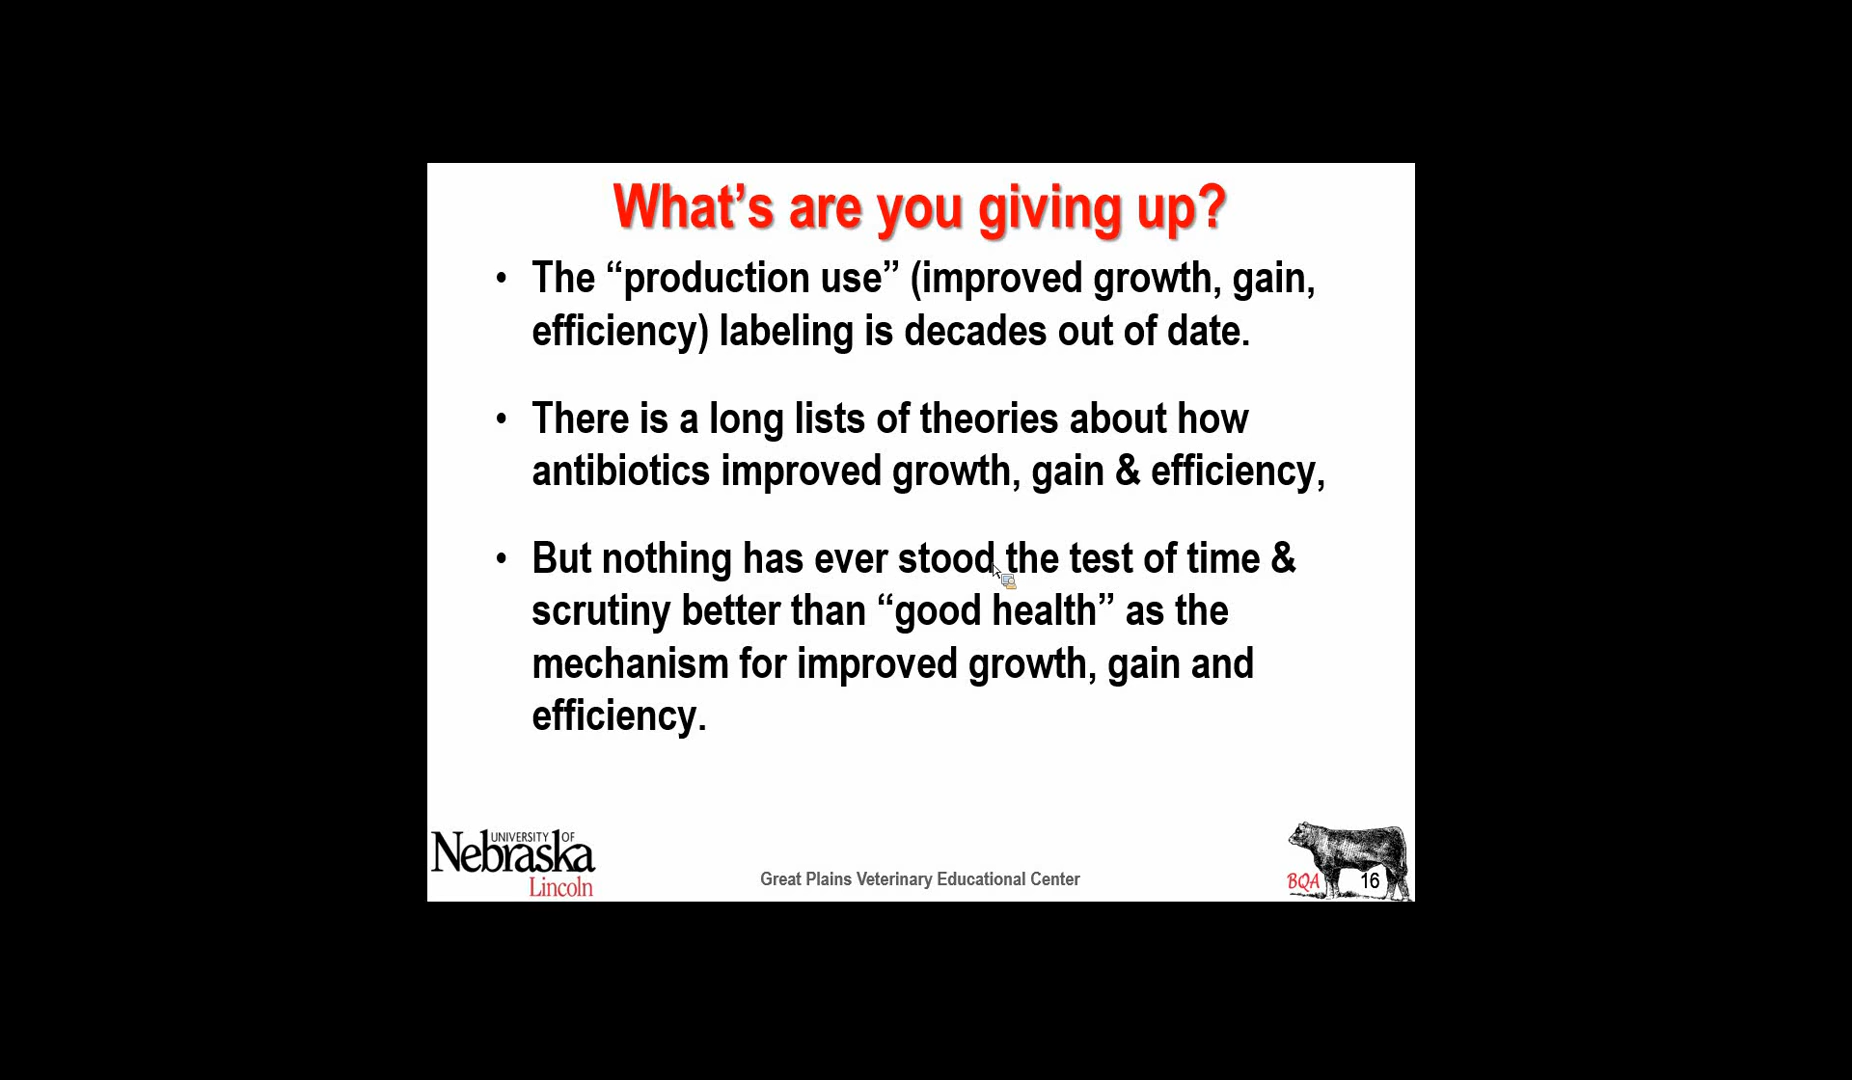 What’s are you giving up?
• The “production use” (improved growth, gain,
efficiency) labeling is decades out of date.
• There is a long lists of theories about how
antibiotics improved growth, gain & efficiency,
• But nothing has ever stood the test of time &
scrutiny better than “good health” as the
mechanism for improved growth, gain and
efficiency.
UNIVERSITY OF
Nebraska
Lincoln
Great Plains Veterinary Educational Center
BQA
16